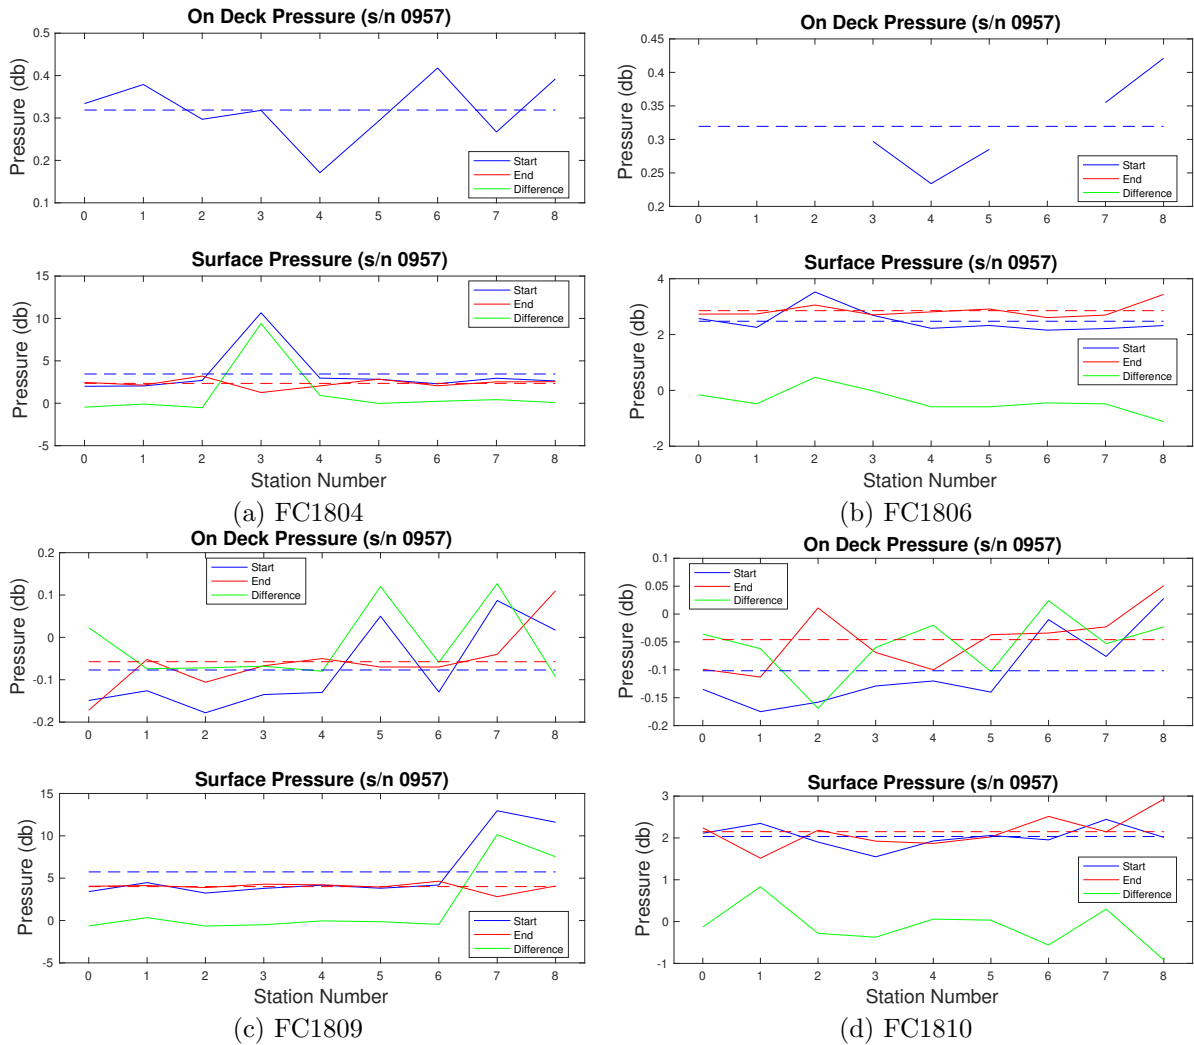 On Deck Pressure (s/n 0957)
Pressure (db)
0.5
0.4
0.3
0.2
0.1
0 1 2 3 4 5 6 7 8
Start
End
Difference
Surface Pressure (s/n 0957)
Pressure (db)
15
10
5
0
-5
0 1 2 3 4 5 6 7 8
Start
End
Difference
Station Number
(a) FC1804
On Deck Pressure (s/n 0957)
Pressure (db)
0.45
0.4
0.35
0.3
0.25
0.2
0 1 2 3 4 5 6 7 8
Start
End
Difference
Surface Pressure (s/n 0957)
Pressure (db)
4
2
0
-2
0 1 2 3 4 5 6 7 8
Start
End
Difference
(b) FC1806
On Deck Pressure (s/n 0957)
Pressure (db)
0.2
0.1
0
-0.1
-0.2
0 1 2 3 4 5 6 7 8
Start
End
Difference
Surface Pressure (s/n 0957)
Pressure (db)
15
10
5
0
-5
0 1 2 3 4 5 6 7 8
Start
End
Difference
Station Number
(c) FC1809
On Deck Pressure (s/n 0957)
Pressure (db)
0.1
0.05
0
-0.05
-0.1
-0.15
-0.2
0 1 2 3 4 5 6 7 8
Start
End
Difference
Surface Pressure (s/n 0957)
Pressure (db)
3
2
1
0
-1
0 1 2 3 4 5 6 7 8
Start
End
Difference
Station Number
(d) FC1810